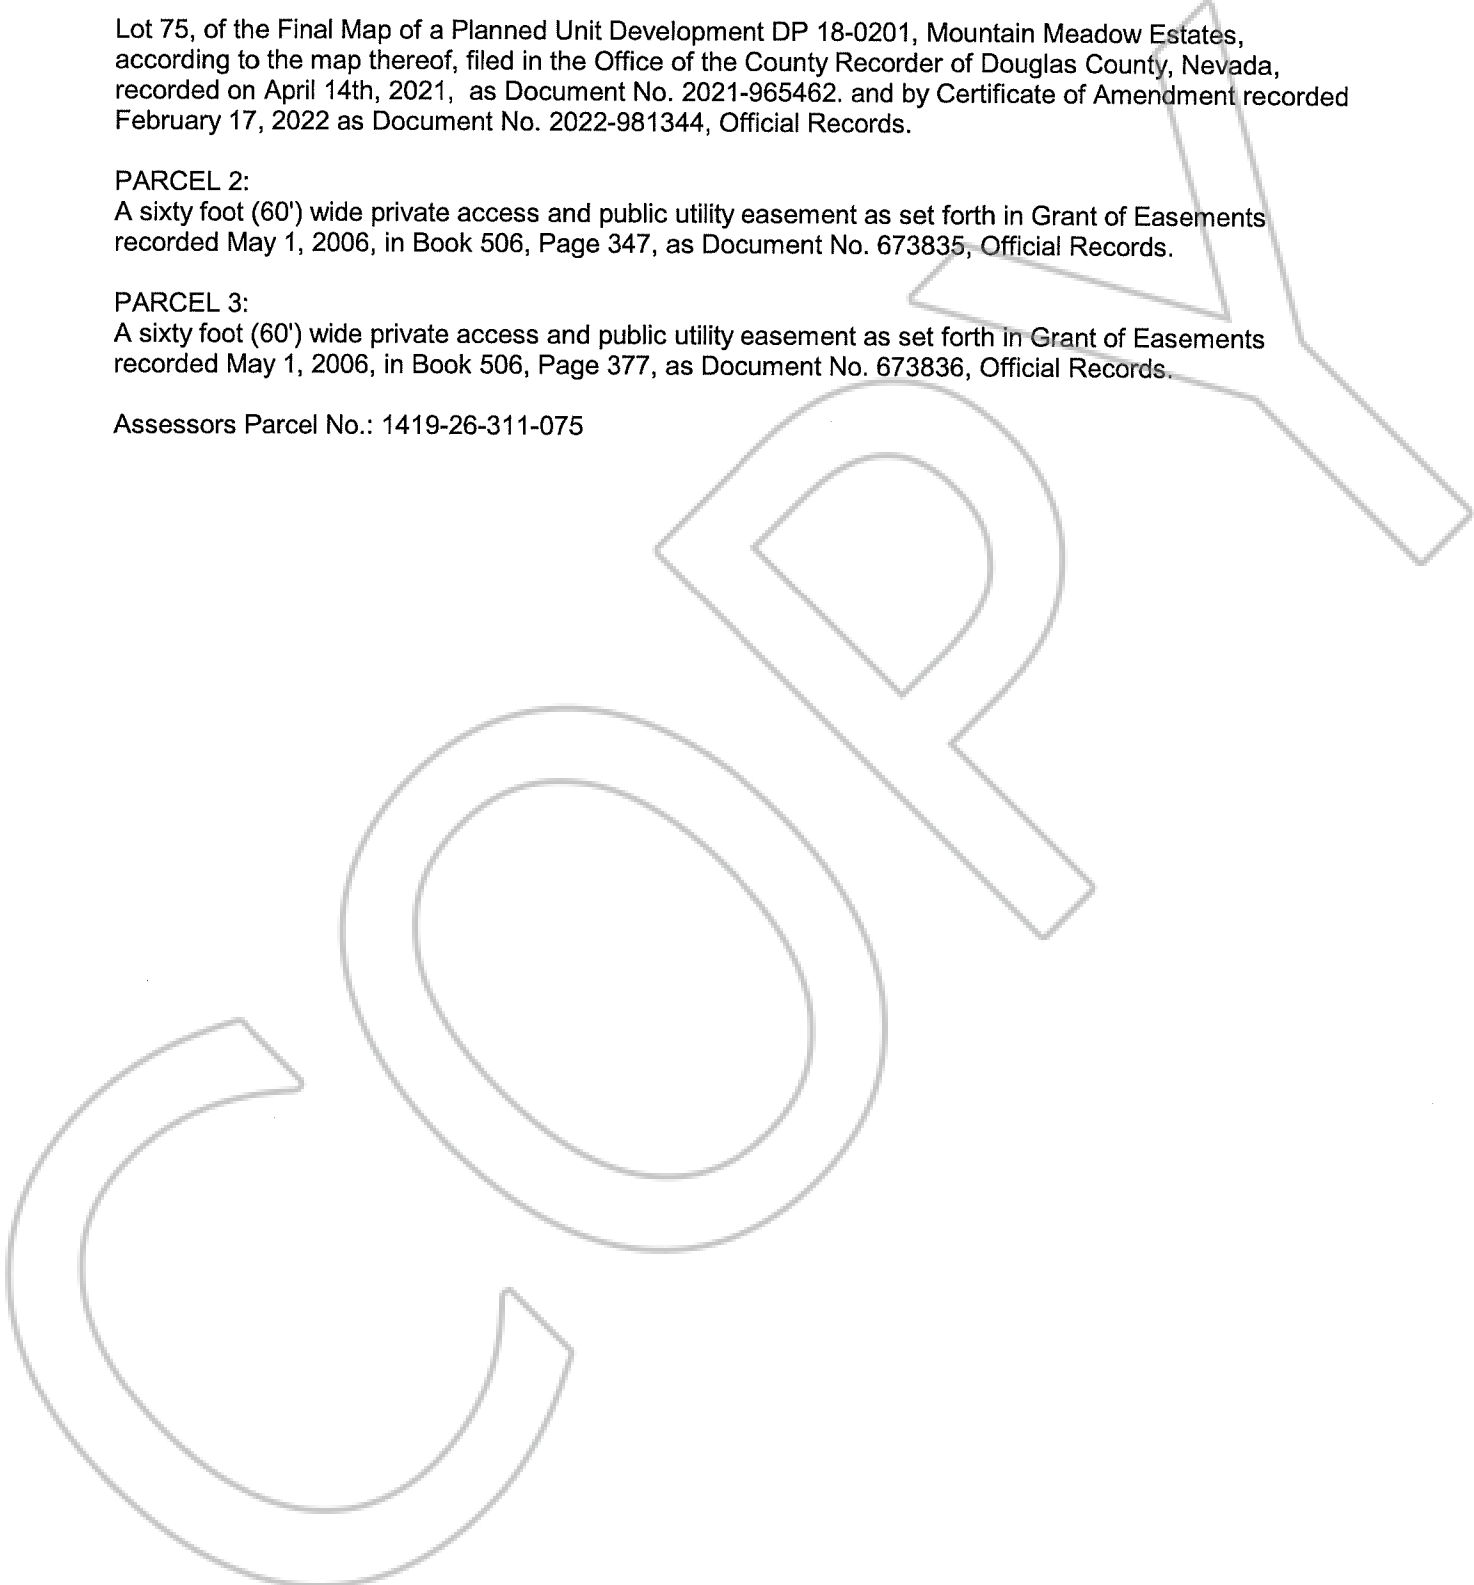 Lot 75, of the Final Map of a Planned Unit Development DP 18-0201, Mountain Meadow Estates,
according to the map thereof, filed in the Office of the County Recorder of Douglas County, Nevada,
recorded on April 14th, 2021,  as Document No. 2021-965462. and by Certificate of Amendment recorded
February 17, 2022 as Document No. 2022-981344, Official Records.
PARCEL 2:
A sixty foot (60') wide private access and public utility easement as set forth in Grant of Easements
recorded May 1, 2006, in Book 506, Page 347, as Document No. 673835, Official Records.
PARCEL 3:
A sixty foot (60') wide private access and public utility easement as set forth in Grant of Easements
recorded May 1, 2006, in Book 506, Page 377, as Document No. 673836, Official Records.
Assessors Parcel No.: 1419-26-311-075
COPY